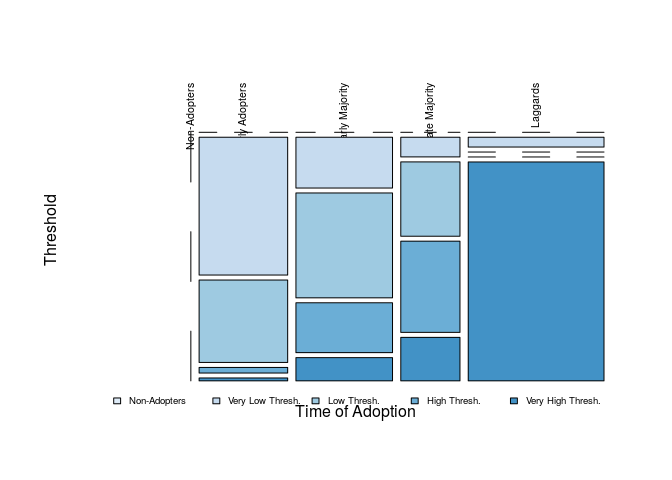 Non-Adopters
ly Adopters
arly Majority
ate Majority
Laggards
Threshold
Non-Adopters Very Low Thresh. Low Thresh. High Thresh. Very High Thresh.
Time of Adoption